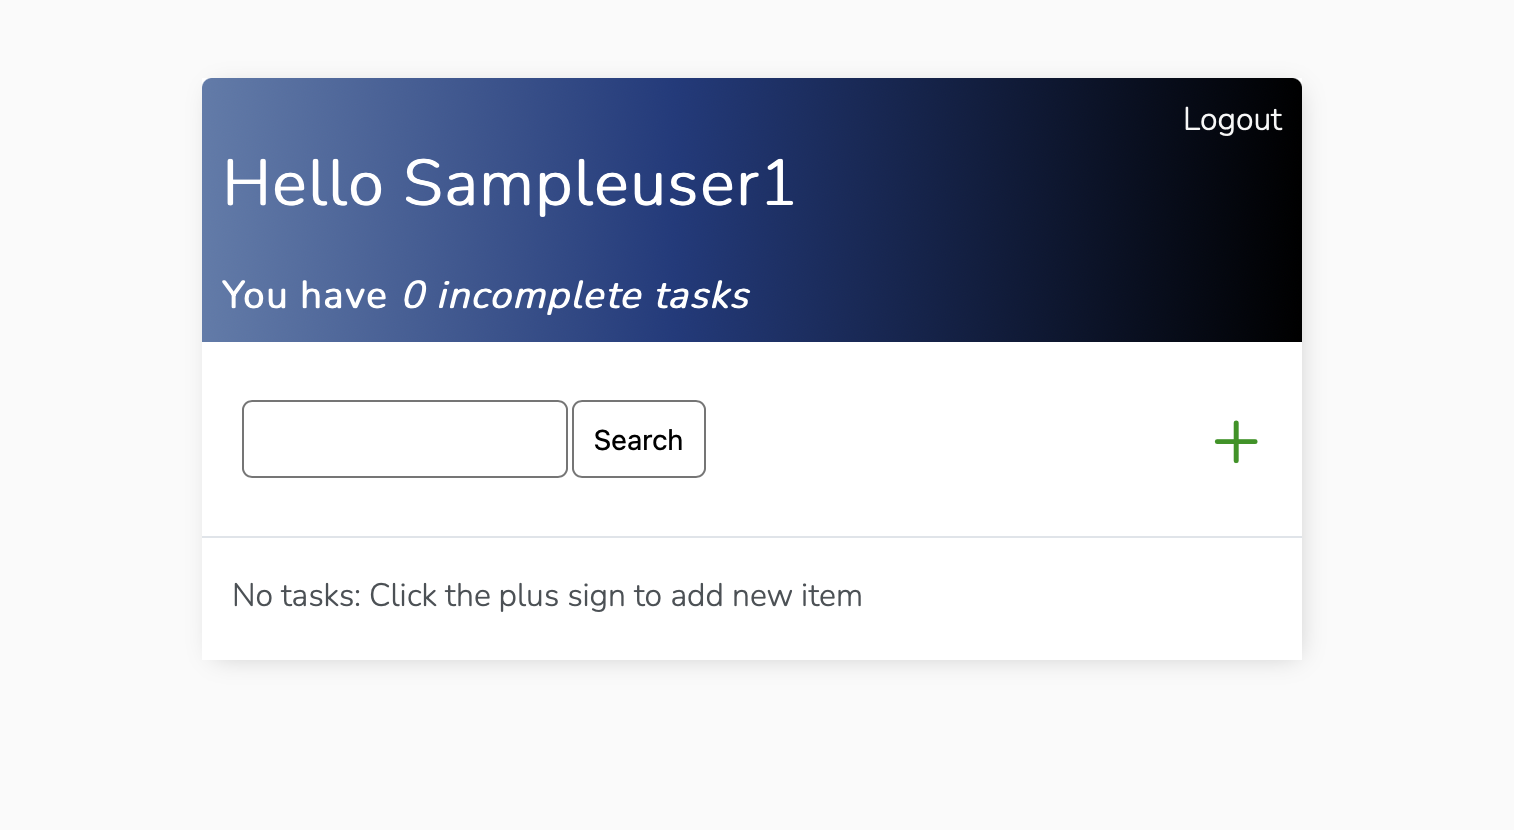 Logout
Hello Sampleuser1
You have 0 incomplete tasks
Search
No tasks: Click the plus sign to add new item